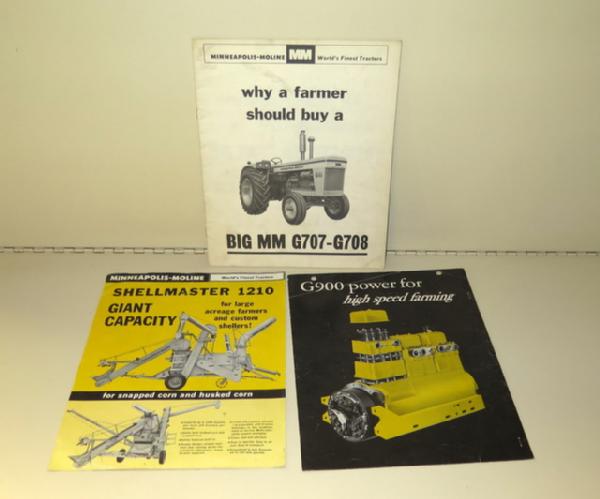 MINNEAPOLIS-MOLINE MM World's Finest Tractors
why a farmer
should buy a
BIG MM G707-G708
MINNEAPOLIS-MOLINE World's Finest Tractors
SHELLMASTER 1210
GIANT
CAPACITY
for large
acreage farmers
and custom
shellers!
for snapped corn and husked corn
G900 power for
high speed farming